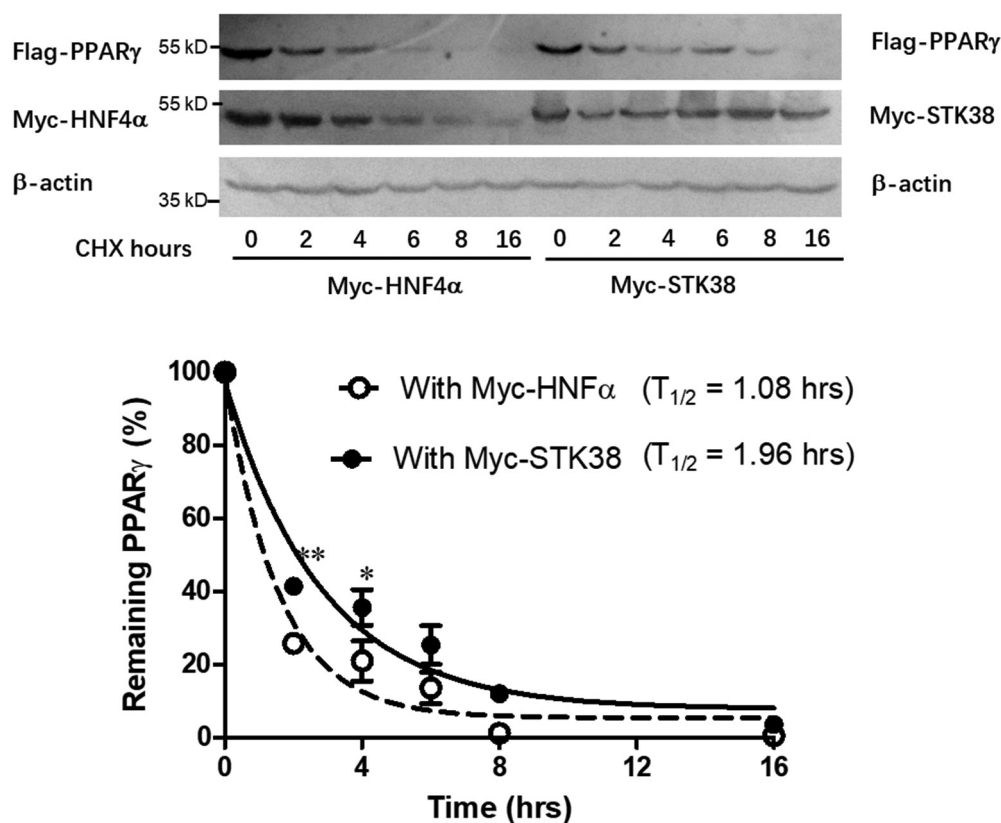 Flag-PPARγ 55 kD Flag-PPARγ
55 kD
Myc-HNF4α Myc-STK38
β-actin β-actin
35 kD
CHX hours 0 2 4 6 8 16 0 2 4 6 8 16
Myc-HNF4α Myc-STK38
100 With Myc-HNFα (T1/2 = 1.08 hrs)
80 With Myc-STK38 (T1/2 = 1.96 hrs)
60
**
*
40
20
0
0 4 8 12 16
Remaining PPARγ (%)
Time (hrs)